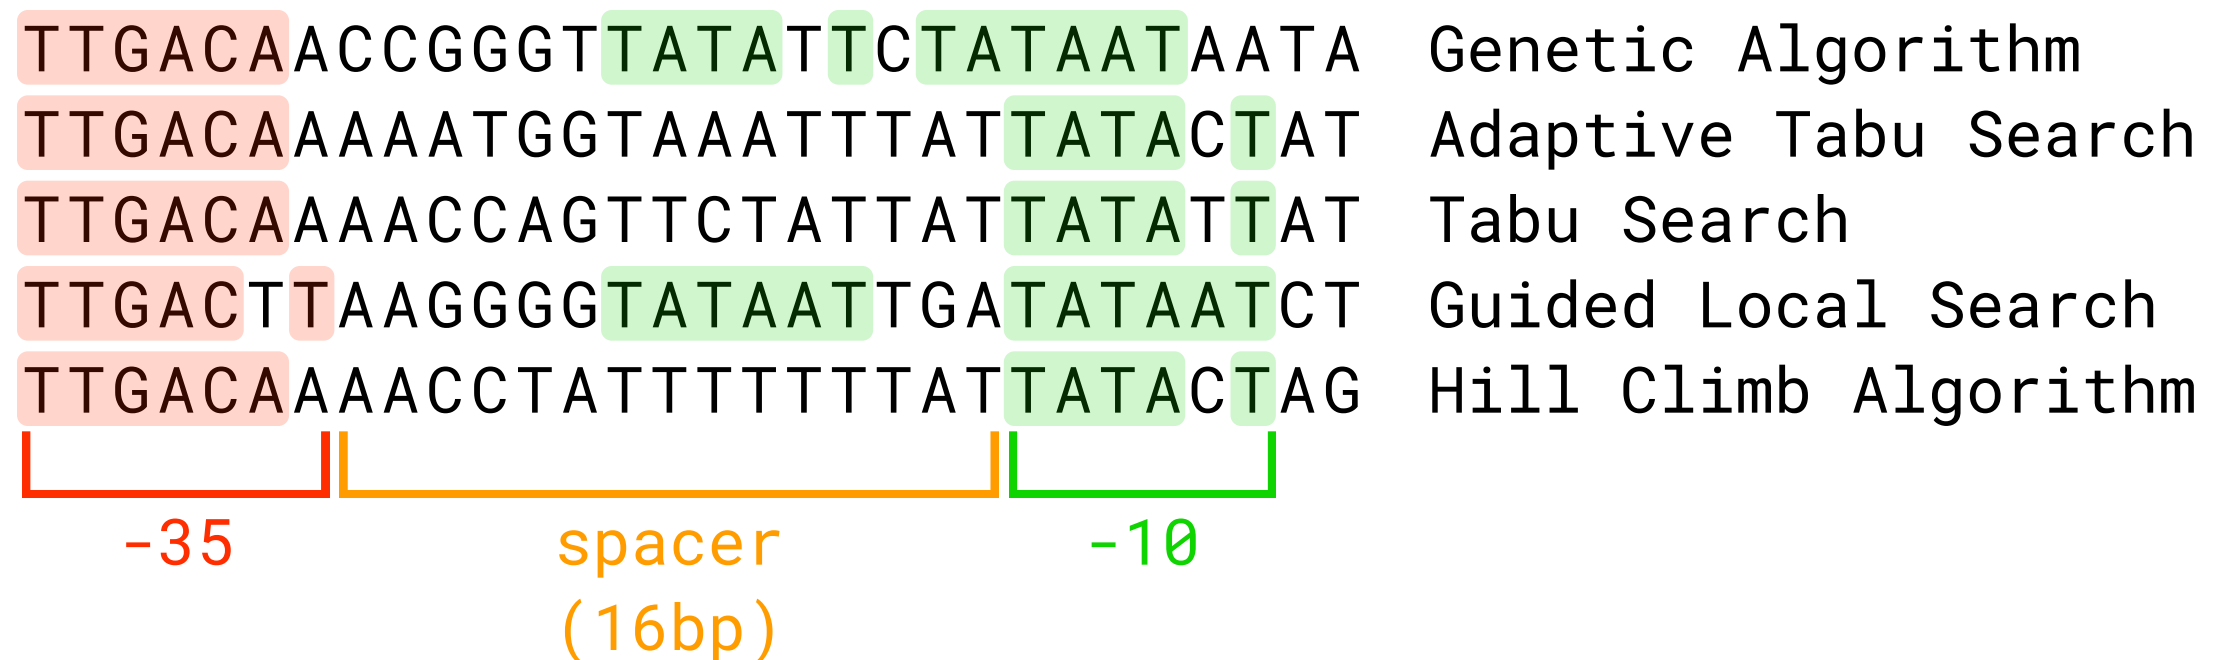 TTGACAACCGGGTTATATTCTATAATAATA Genetic Algorithm
TTGACAAAAATGGTAAATTTATTATACTAT Adaptive Tabu Search
TTGACAAAACCAGTTCTATTATTATATTAT Tabu Search
TTGACTTAAGGGGTATAATTGATATAATCT Guided Local Search
TTGACAAAACCTATTTTTTTATTATACTAG Hill Climb Algorithm
-35 spacer -10
(16bp)